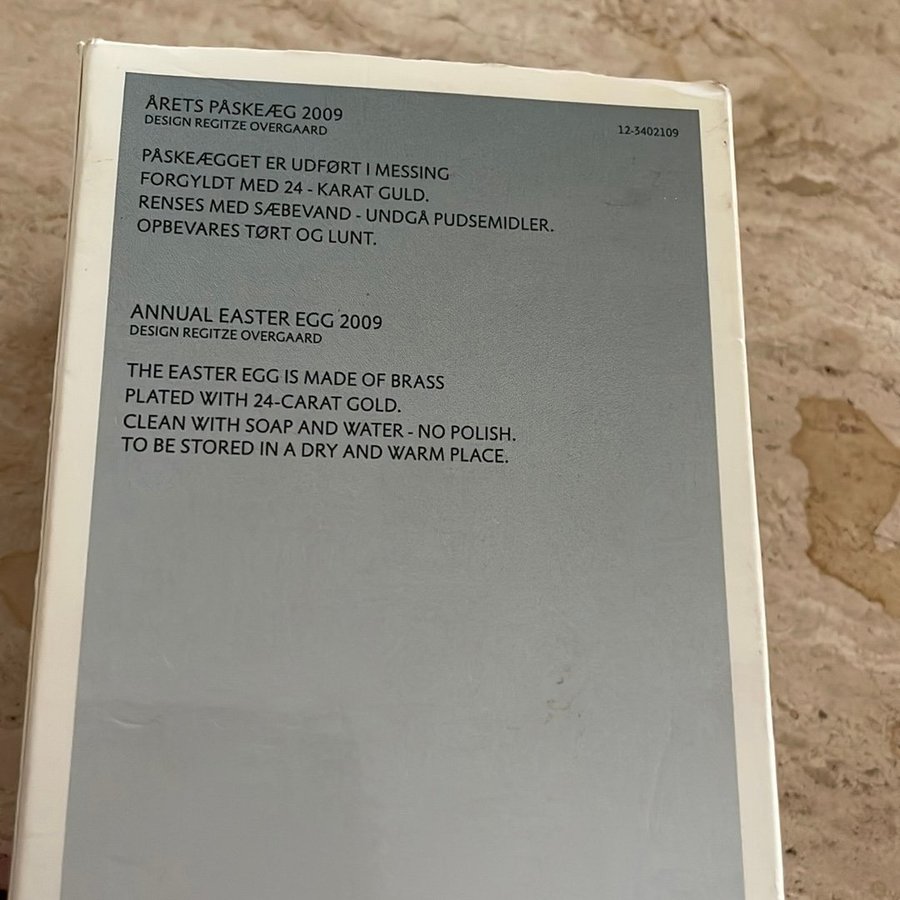 ÅRETS PÅSKEÆG 2009
DESIGN REGITZE OVERGAARD
12-3402109
PÅSKEÆGGET ER UDFØRT I MESSING
FORGYLDT MED 24 - KARAT GULD.
RENSES MED SÆBEVAND - UNDGÅ PUDSEMIDLER.
OPBEVARES TØRT OG LUNT.
ANNUAL EASTER EGG 2009
DESIGN REGITZE OVERGAARD
THE EASTER EGG IS MADE OF BRASS
PLATED WITH 24-CARAT GOLD.
CLEAN WITH SOAP AND WATER - NO POLISH.
TO BE STORED IN A DRY AND WARM PLACE.